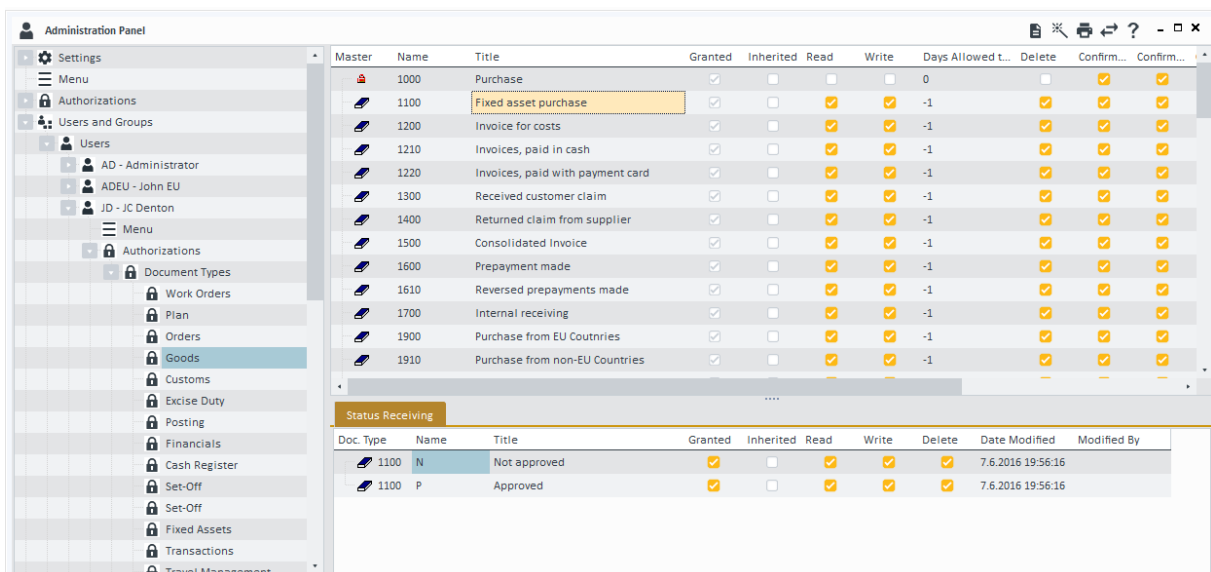 Administration Panel
Settings
Menu
Authorizations
Users and Groups
Users
AD - Administrator
ADEU - John EU
JD - JC Denton
Menu
Authorizations
Document Types
Work Orders
Plan
Orders
Goods
Customs
Excise Duty
Posting
Financials
Cash Register
Set-Off
Set-Off
Fixed Assets
Transactions
Travel Management
Master Name Title Granted Inherited Read Write Days Allowed t... Delete Confirm... Confirm...
1000 Purchase 0
1100 Fixed asset purchase -1
1200 Invoice for costs -1
1210 Invoices, paid in cash -1
1220 Invoices, paid with payment card -1
1300 Received customer claim -1
1400 Returned claim from supplier -1
1500 Consolidated Invoice -1
1600 Prepayment made -1
1610 Reversed prepayments made -1
1700 Internal receiving -1
1900 Purchase from EU Coutnries -1
1910 Purchase from non-EU Countries -1
Status Receiving
Doc. Type Name Title Granted Inherited Read Write Delete Date Modified Modified By
1100 N Not approved 7.6.2016 19:56:16
1100 P Approved 7.6.2016 19:56:16